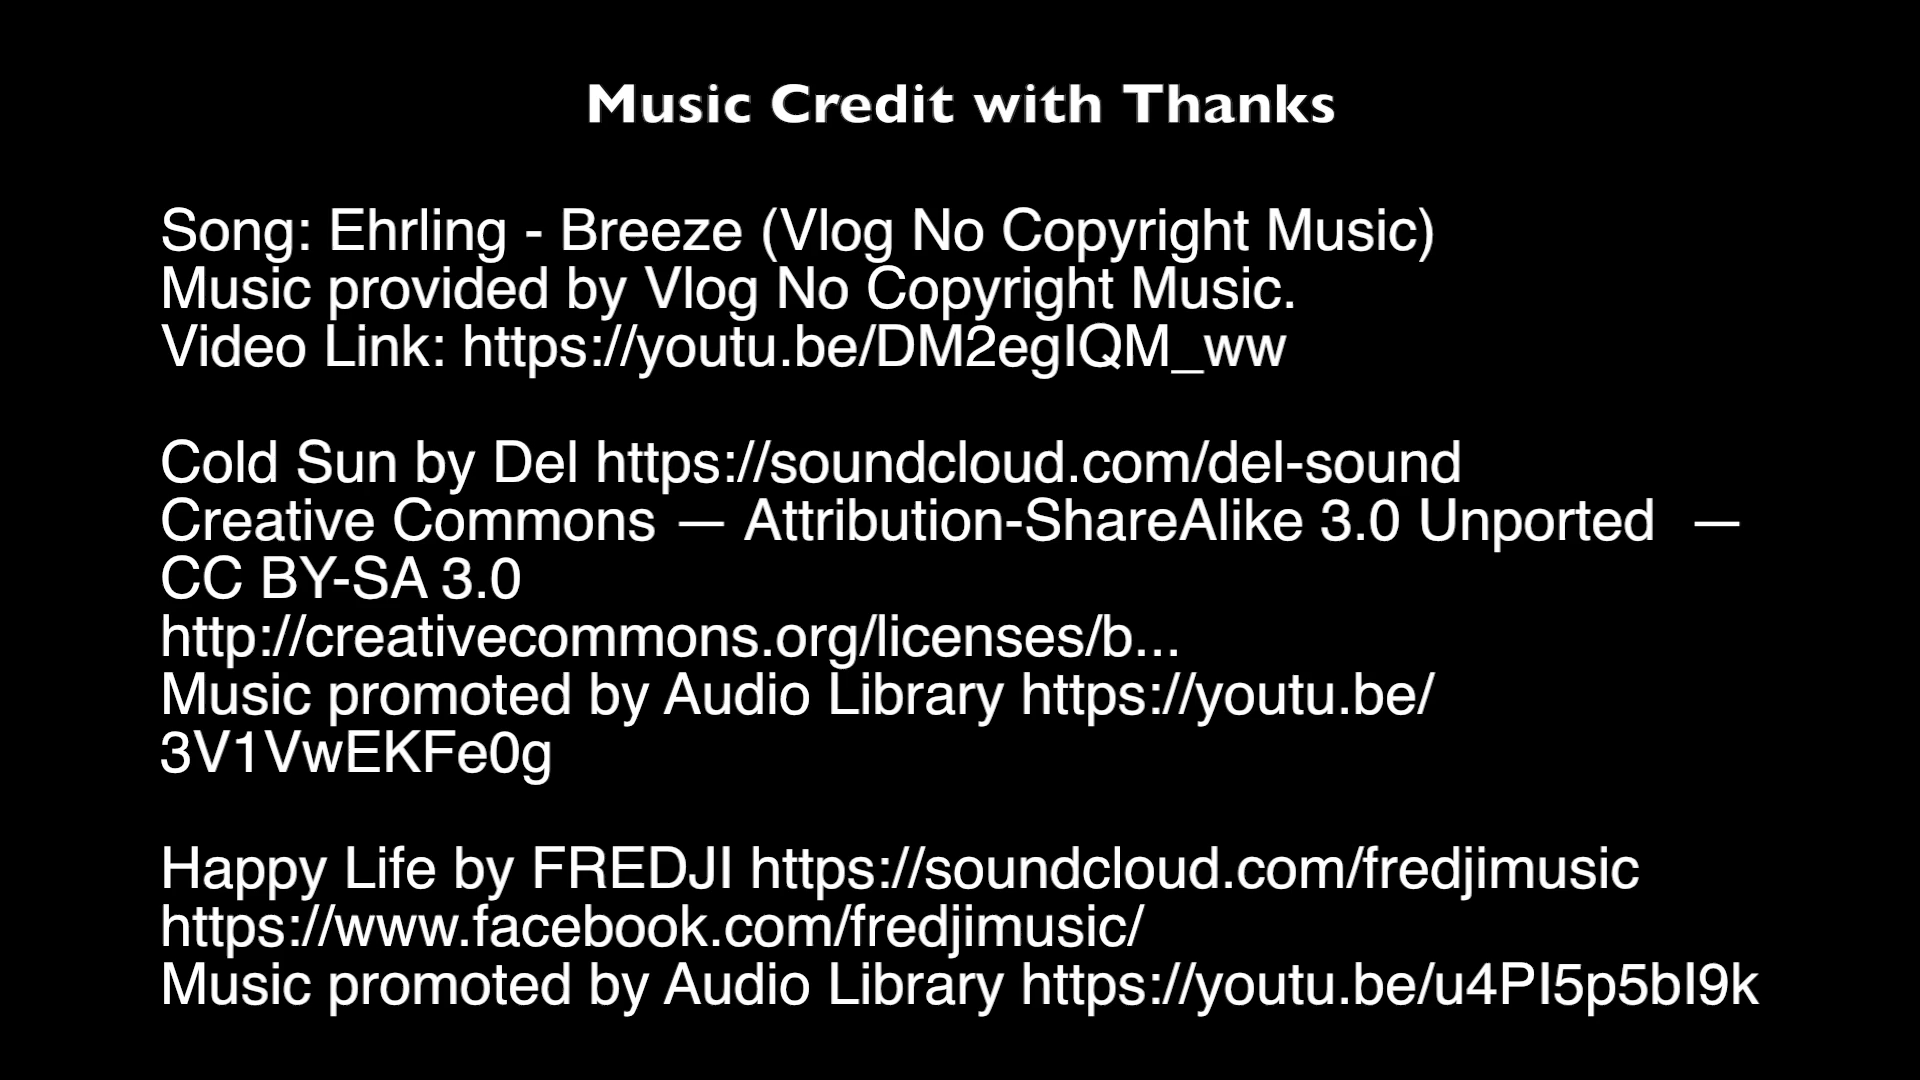 Music Credit with Thanks
Song: Ehrling - Breeze (Vlog No Copyright Music)
Music provided by Vlog No Copyright Music.
Video Link: https://youtu.be/DM2egIQM_ww
Cold Sun by Del https://soundcloud.com/del-sound
Creative Commons — Attribution-ShareAlike 3.0 Unported  —
CC BY-SA 3.0
http://creativecommons.org/licenses/b...
Music promoted by Audio Library https://youtu.be/
3V1VwEKFe0g
Happy Life by FREDJI https://soundcloud.com/fredjimusic
https://www.facebook.com/fredjimusic/
Music promoted by Audio Library https://youtu.be/u4PI5p5bI9k